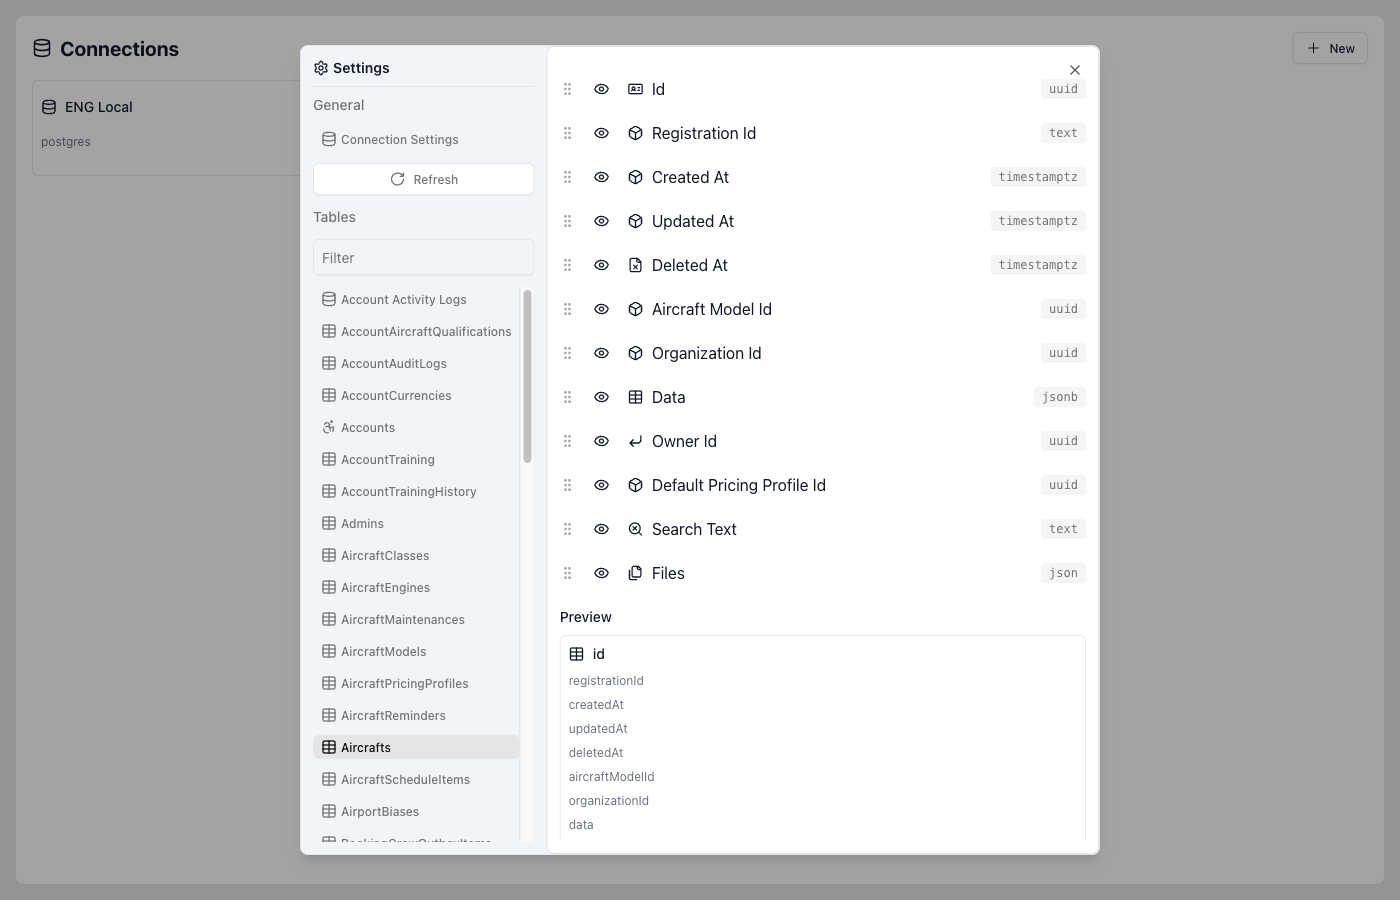 Connections
New
ENG Local
postgres
Settings
General
Connection Settings
Refresh
Tables
Filter
Account Activity Logs
AccountAircraftQualifications
AccountAuditLogs
AccountCurrencies
Accounts
AccountTraining
AccountTrainingHistory
Admins
AircraftClasses
AircraftEngines
AircraftMaintenances
AircraftModels
AircraftPricingProfiles
AircraftReminders
Aircrafts
AircraftScheduleItems
AirportBiases
Id uuid
Registration Id text
Created At timestamptz
Updated At timestamptz
Deleted At timestamptz
Aircraft Model Id uuid
Organization Id uuid
Data jsonb
Owner Id uuid
Default Pricing Profile Id uuid
Search Text text
Files json
Preview
id
registrationId
createdAt
updatedAt
deletedAt
aircraftModelId
organizationId
data